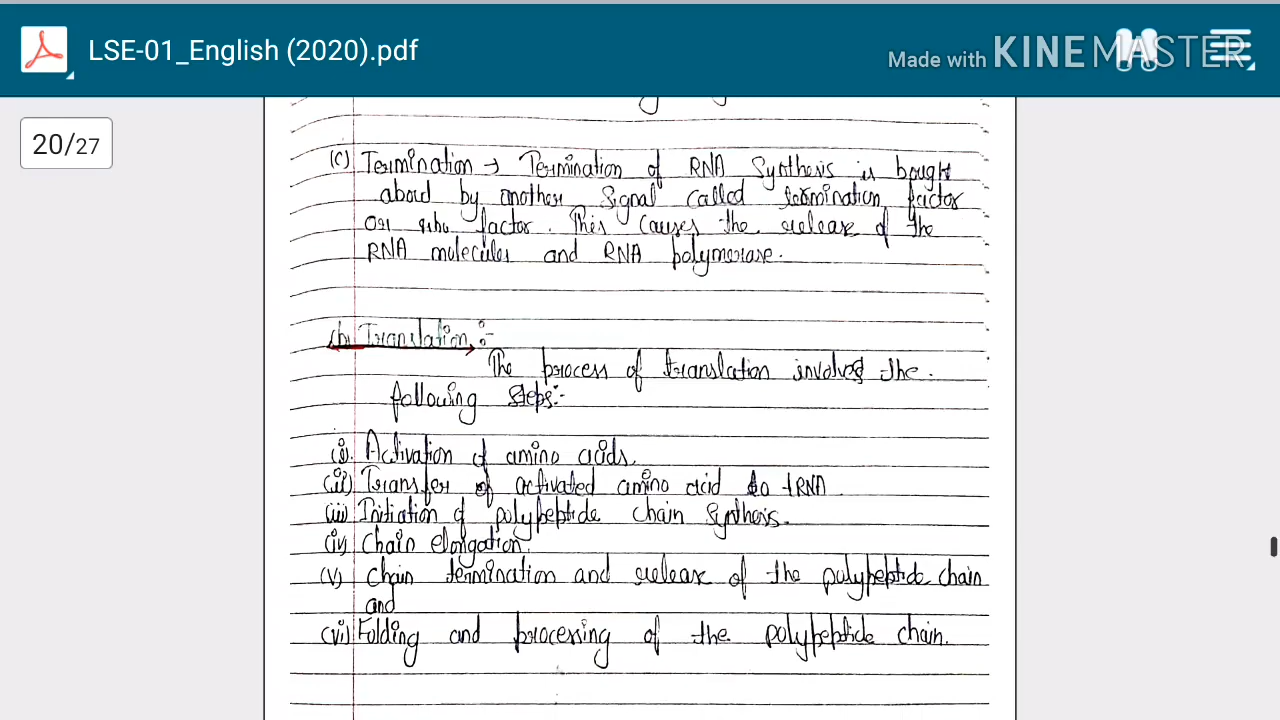 LSE-01_English (2020).pdf
Made with KINEMASTER
20/27
(c) Termination → Termination of RNA Synthesis is bought
aboud by another signal called termination factor
or rho factor. This causes the release of the
RNA molecules and RNA polymerase.
(b) Translation :-
The process of translation involves the
following steps:-
(i). Activation of amino acids.
(ii) Transfer of activated amino acid to tRNA
(iii) Initiation of polypeptide chain synthesis.
(iv) Chain elongation.
(v) Chain termination and release of the polypeptide chain
and
(vi) Folding and processing of the polypeptide chain.